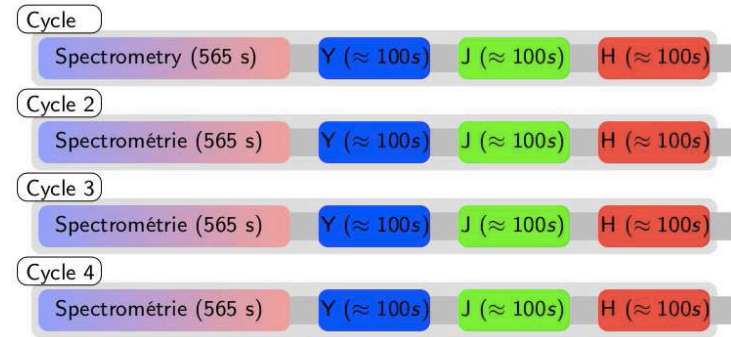 Cycle
Spectrometry (565 s) Y (≈ 100s) J (≈ 100s) H (≈ 100s)
Cycle 2
Spectrométrie (565 s) Y (≈ 100s) J (≈ 100s) H (≈ 100s)
Cycle 3
Spectrométrie (565 s) Y (≈ 100s) J (≈ 100s) H (≈ 100s)
Cycle 4
Spectrométrie (565 s) Y (≈ 100s) J (≈ 100s) H (≈ 100s)